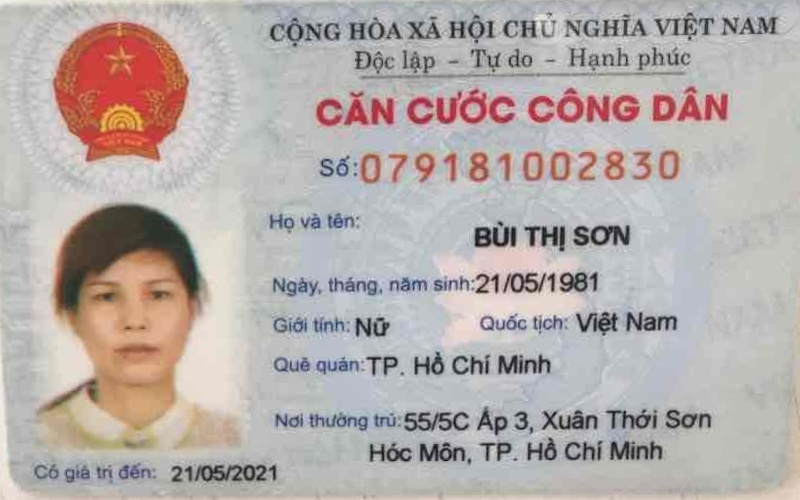 CỘNG HÒA XÃ HỘI CHỦ NGHĨA VIỆT NAM
Độc lập - Tự do - Hạnh phúc
CĂN CƯỚC CÔNG DÂN
Số: 079181002830
Họ và tên: BÙI THỊ SƠN
Ngày, tháng, năm sinh: 21/05/1981
Giới tính: Nữ Quốc tịch: Việt Nam
Quê quán: TP. Hồ Chí Minh
Nơi thường trú: 55/5C Ấp 3, Xuân Thới Sơn
Hóc Môn, TP. Hồ Chí Minh
Có giá trị đến: 21/05/2021